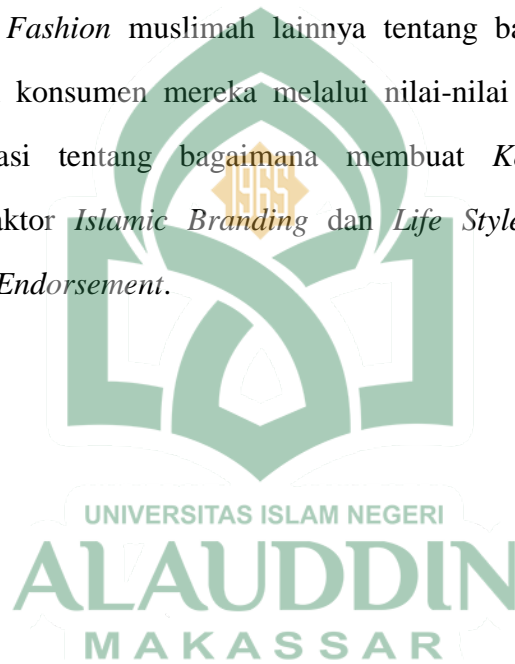 Fashion muslimah lainnya tentang ba
konsumen mereka melalui nilai-nilai
asi tentang bagaimana membuat K
aktor Islamic Branding dan Life Style
Endorsement.
1965
UNIVERSITAS ISLAM NEGERI
ALAUDDIN
MAKASSAR